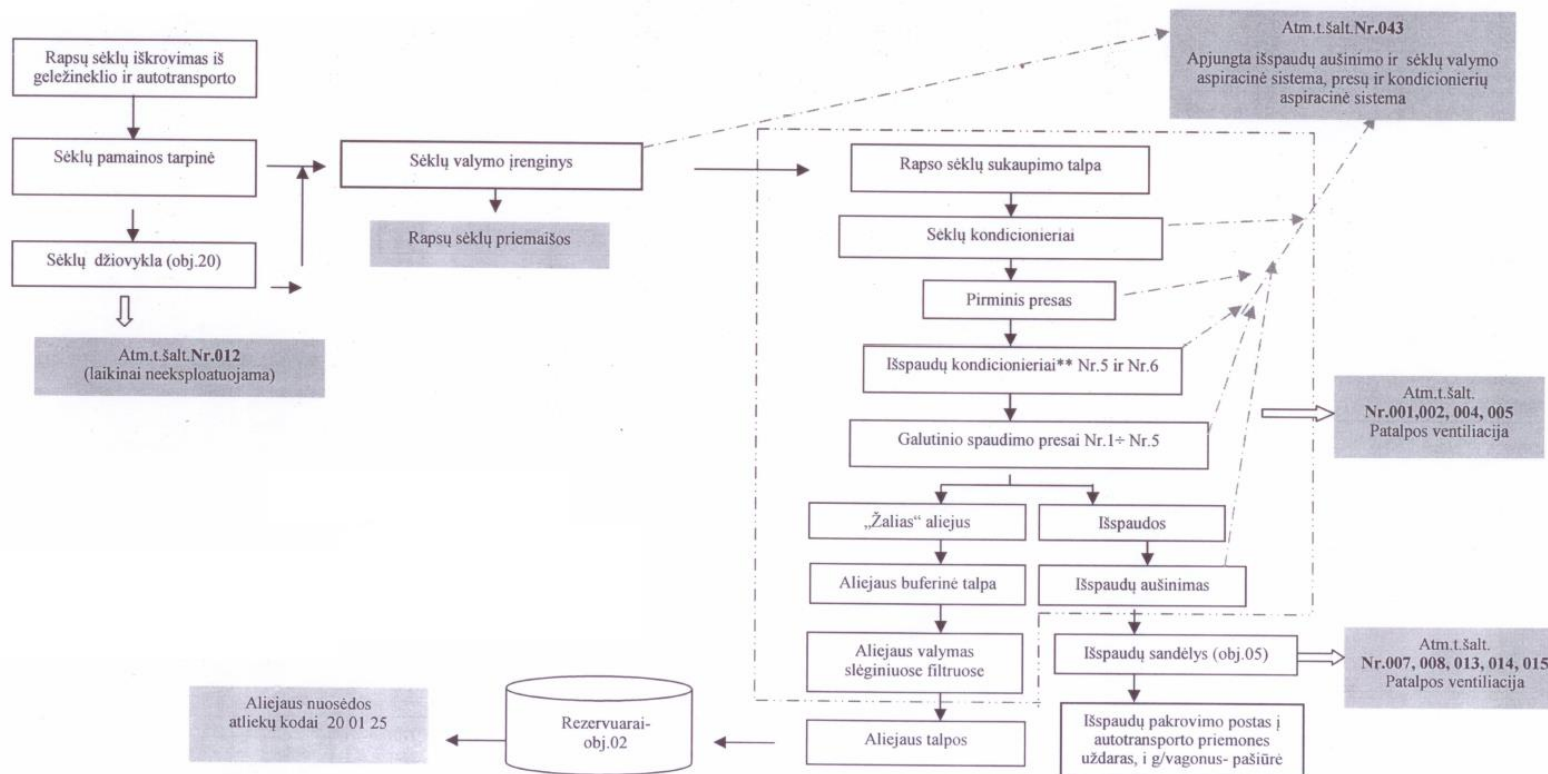 Rapsų sėklų iškrovimas iš
geležineklio ir autotransporto
Sėklų pamainos tarpinė
Sėklų džiovykla (obj.20)
Atm.t.šalt.Nr.012
(laikinai neeksploatuojama)
Sėklų valymo įrenginys
Rapsų sėklų priemaišos
Atm.t.šalt.Nr.043
Apjungta išspaudų aušinimo ir sėklų valymo
aspiracinė sistema, presų ir kondicionierių
aspiracinė sistema
Rapso sėklų sukaupimo talpa
Sėklų kondicionieriai
Pirminis presas
Išspaudų kondicionieriai** Nr.5 ir Nr.6
Galutinio spaudimo presai Nr.1÷ Nr.5
Atm.t.šalt.
Nr.001,002, 004, 005
Patalpos ventiliacija
„Žalias“ aliejus
Išspaudos
Aliejaus buferinė talpa
Išspaudų aušinimas
Aliejaus valymas
slėginiuose filtruose
Išspaudų sandėlys (obj.05)
Atm.t.šalt.
Nr.007, 008, 013, 014, 015
Patalpos ventiliacija
Aliejaus nuosėdos
atliekų kodai 20 01 25
Rezervuarai-
obj.02
Aliejaus talpos
Išspaudų pakrovimo postas į
autotransporto priemones
uždaras, i g/vagonus- pašiūrė